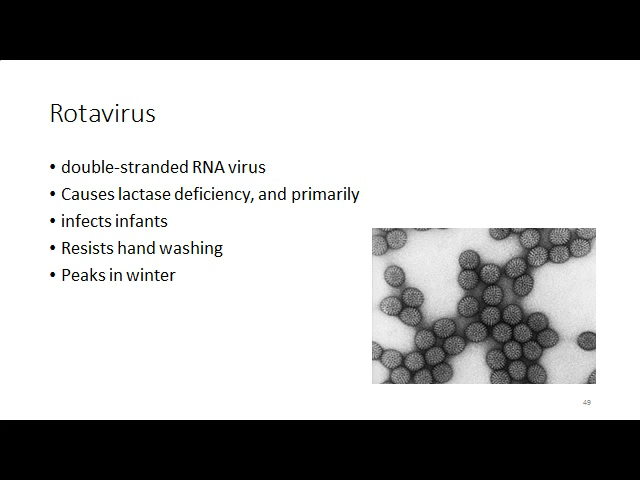 Rotavirus
• double-stranded RNA virus
• Causes lactase deficiency, and primarily
• infects infants
• Resists hand washing
• Peaks in winter
49